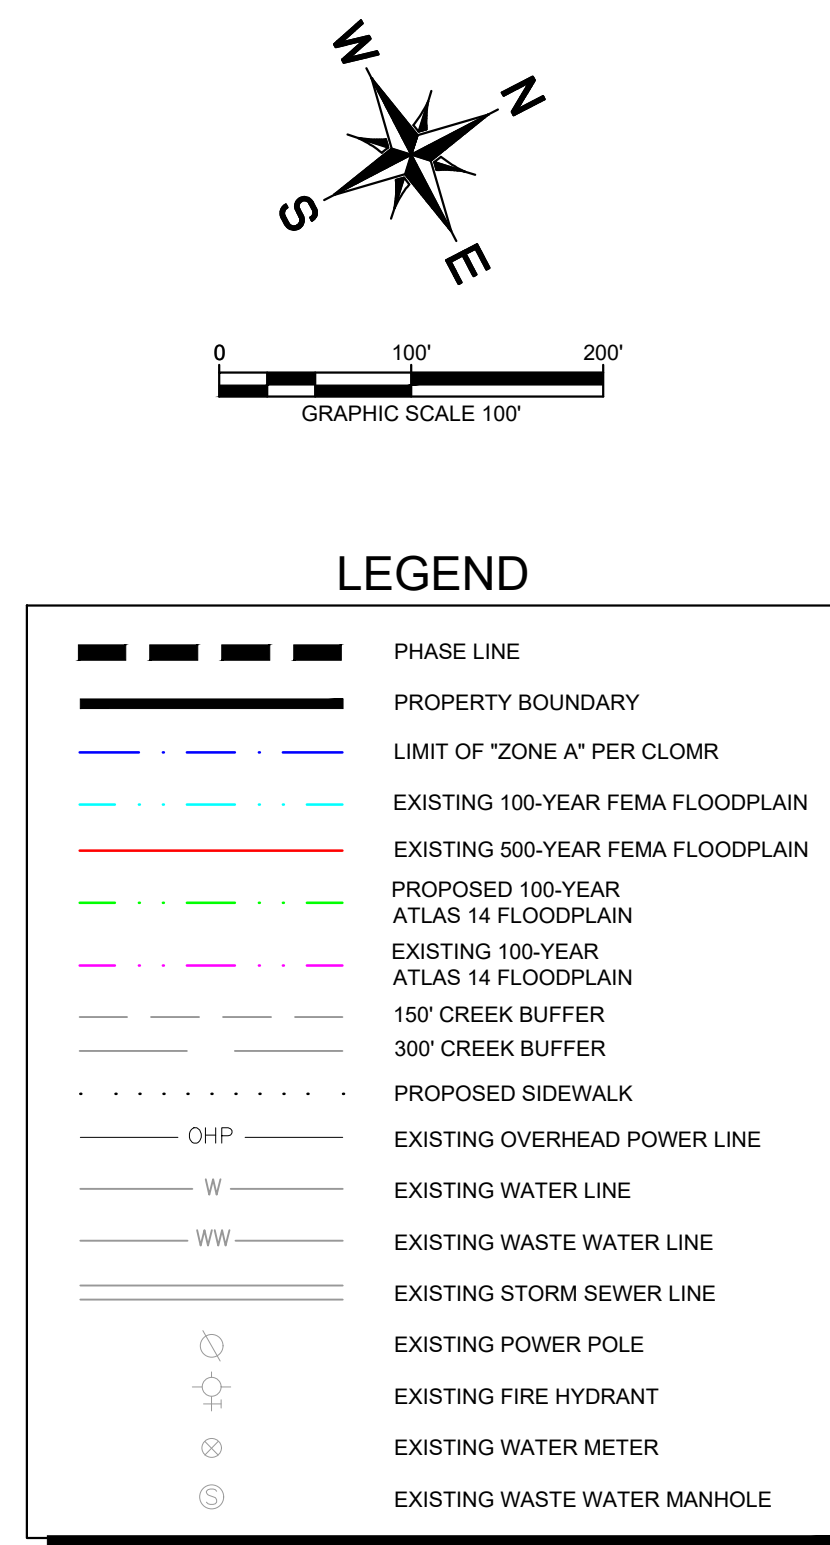 W
N
S
E
0 100' 200'
GRAPHIC SCALE 100'
LEGEND
PHASE LINE
PROPERTY BOUNDARY
LIMIT OF "ZONE A" PER CLOMR
EXISTING 100-YEAR FEMA FLOODPLAIN
EXISTING 500-YEAR FEMA FLOODPLAIN
PROPOSED 100-YEAR
ATLAS 14 FLOODPLAIN
EXISTING 100-YEAR
ATLAS 14 FLOODPLAIN
150' CREEK BUFFER
300' CREEK BUFFER
PROPOSED SIDEWALK
OHP EXISTING OVERHEAD POWER LINE
W EXISTING WATER LINE
WW EXISTING WASTE WATER LINE
EXISTING STORM SEWER LINE
EXISTING POWER POLE
EXISTING FIRE HYDRANT
EXISTING WATER METER
S EXISTING WASTE WATER MANHOLE